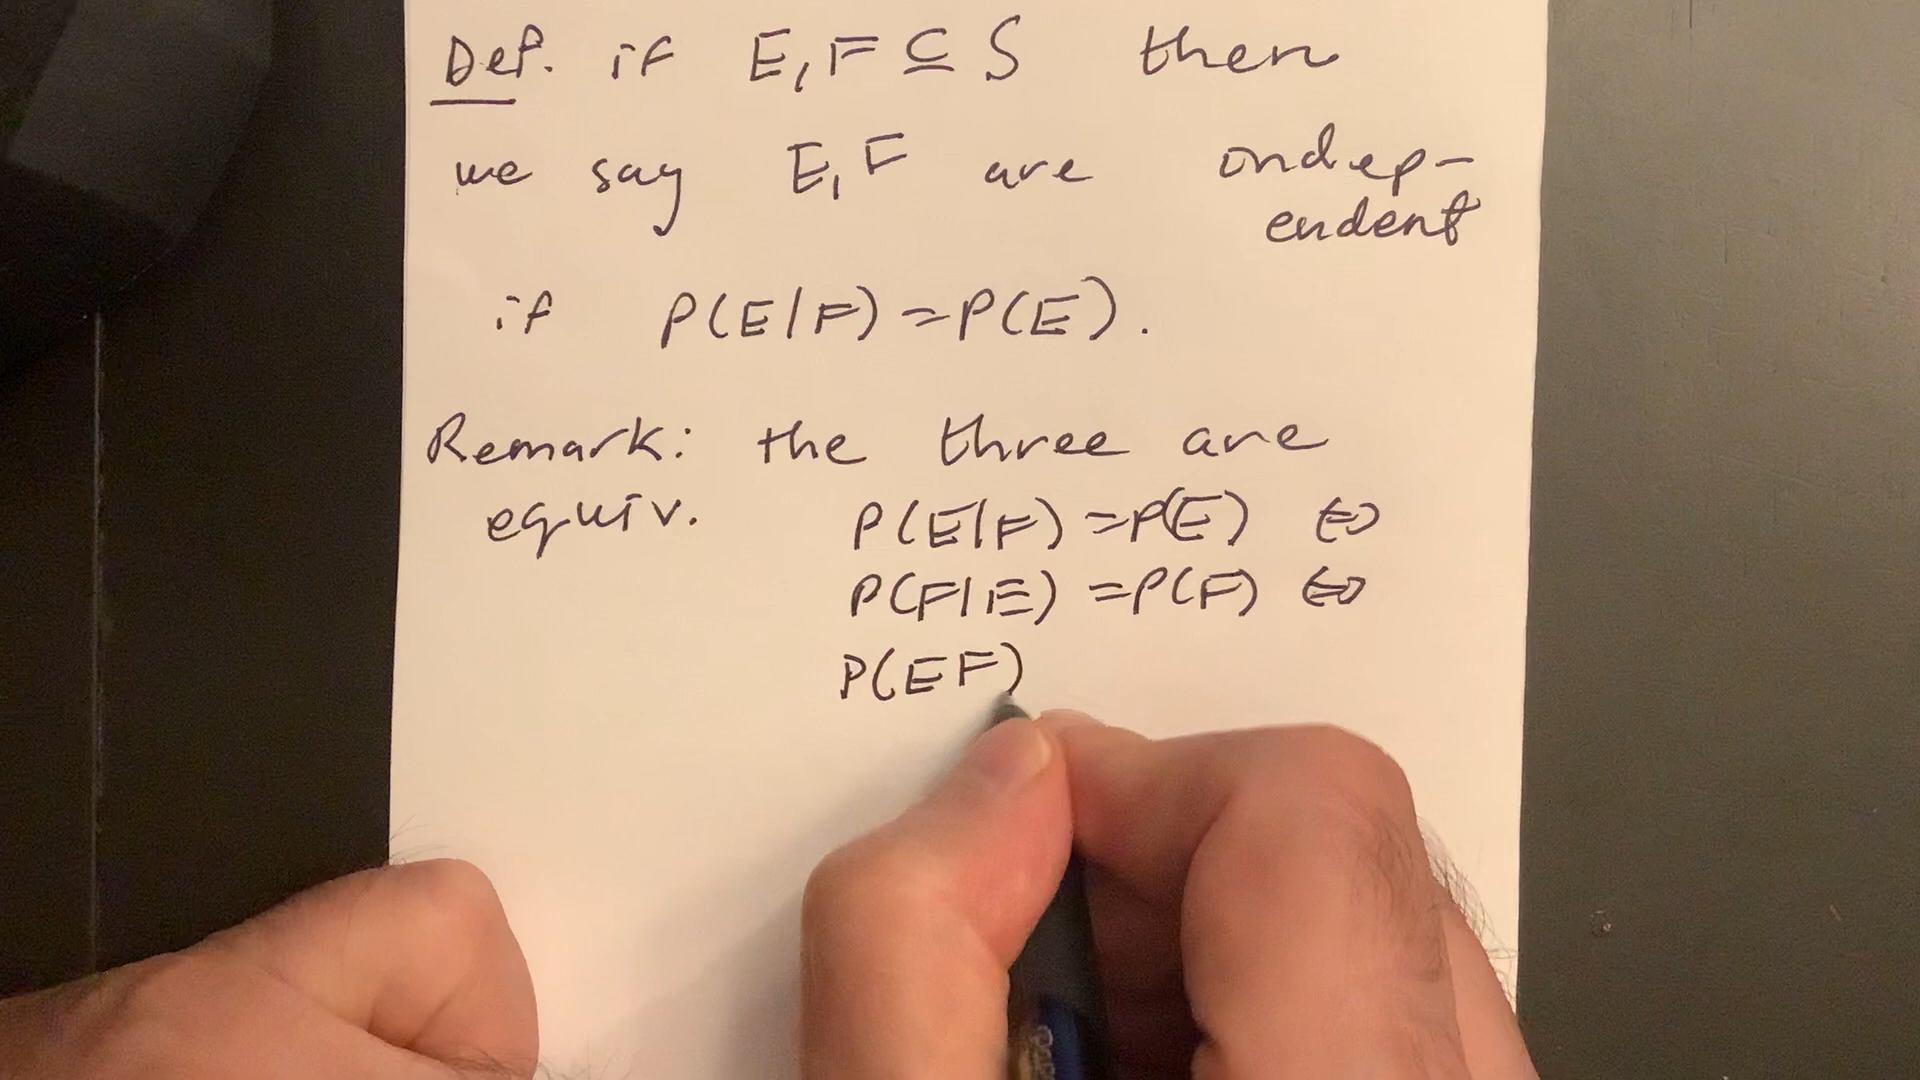 Def. if E, F ⊆ S then
we say E, F are indep-
endent
if P(E|F) = P(E).
Remark: the three are
equiv. P(E|F) = P(E) ⇔
P(F|E) = P(F) ⇔
P(EF)